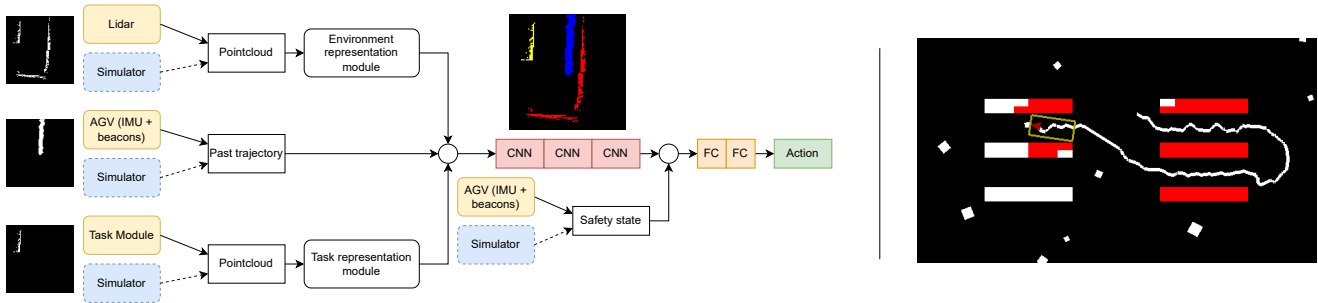 Lidar
Simulator
Pointcloud
Environment
representation
module
AGV (IMU +
beacons)
Simulator
Past trajectory
CNN
CNN
CNN
FC
FC
Action
AGV (IMU +
beacons)
Simulator
Safety state
Task Module
Simulator
Pointcloud
Task representation
module